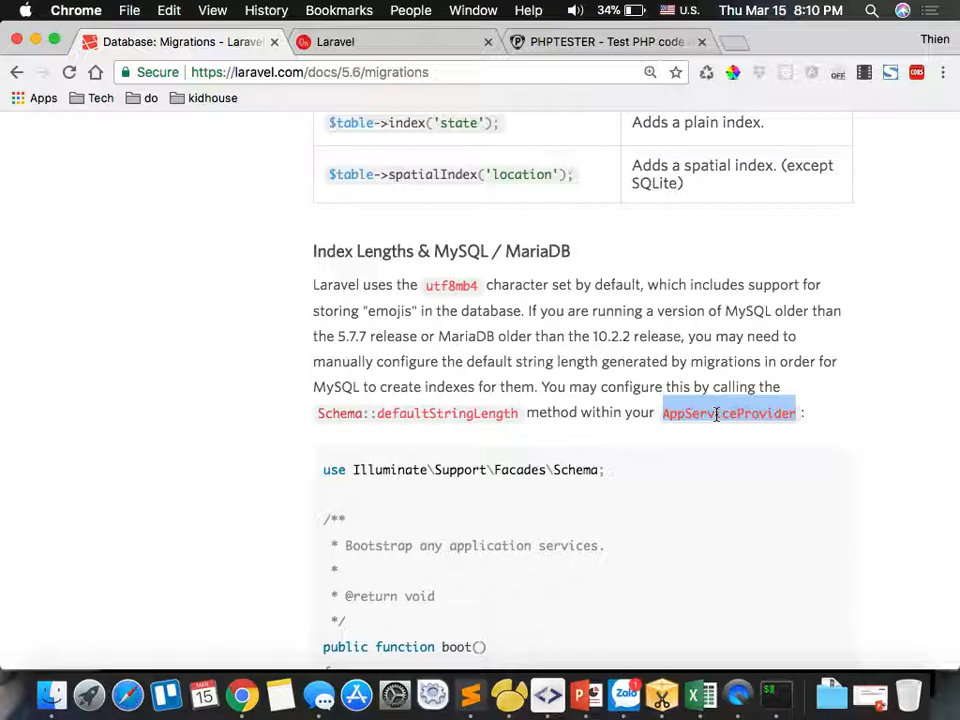 Chrome File Edit View History Bookmarks People Window Help 34% U.S. Thu Mar 15 8:10 PM
Database: Migrations - Laravel Laravel PHPTESTER - Test PHP code Thien
Secure https://laravel.com/docs/5.6/migrations OFF CORS
Apps Tech do kidhouse
$table->index('state'); Adds a plain index.
$table->spatialIndex('location'); Adds a spatial index. (except
SQLite)
Index Lengths & MySQL / MariaDB
Laravel uses the utf8mb4 character set by default, which includes support for
storing "emojis" in the database. If you are running a version of MySQL older than
the 5.7.7 release or MariaDB older than the 10.2.2 release, you may need to
manually configure the default string length generated by migrations in order for
MySQL to create indexes for them. You may configure this by calling the
Schema::defaultStringLength method within your AppServiceProvider :
use Illuminate\Support\Facades\Schema;
/**
* Bootstrap any application services.
*
* @return void
*/
public function boot()
MAR
15
Zalo
1